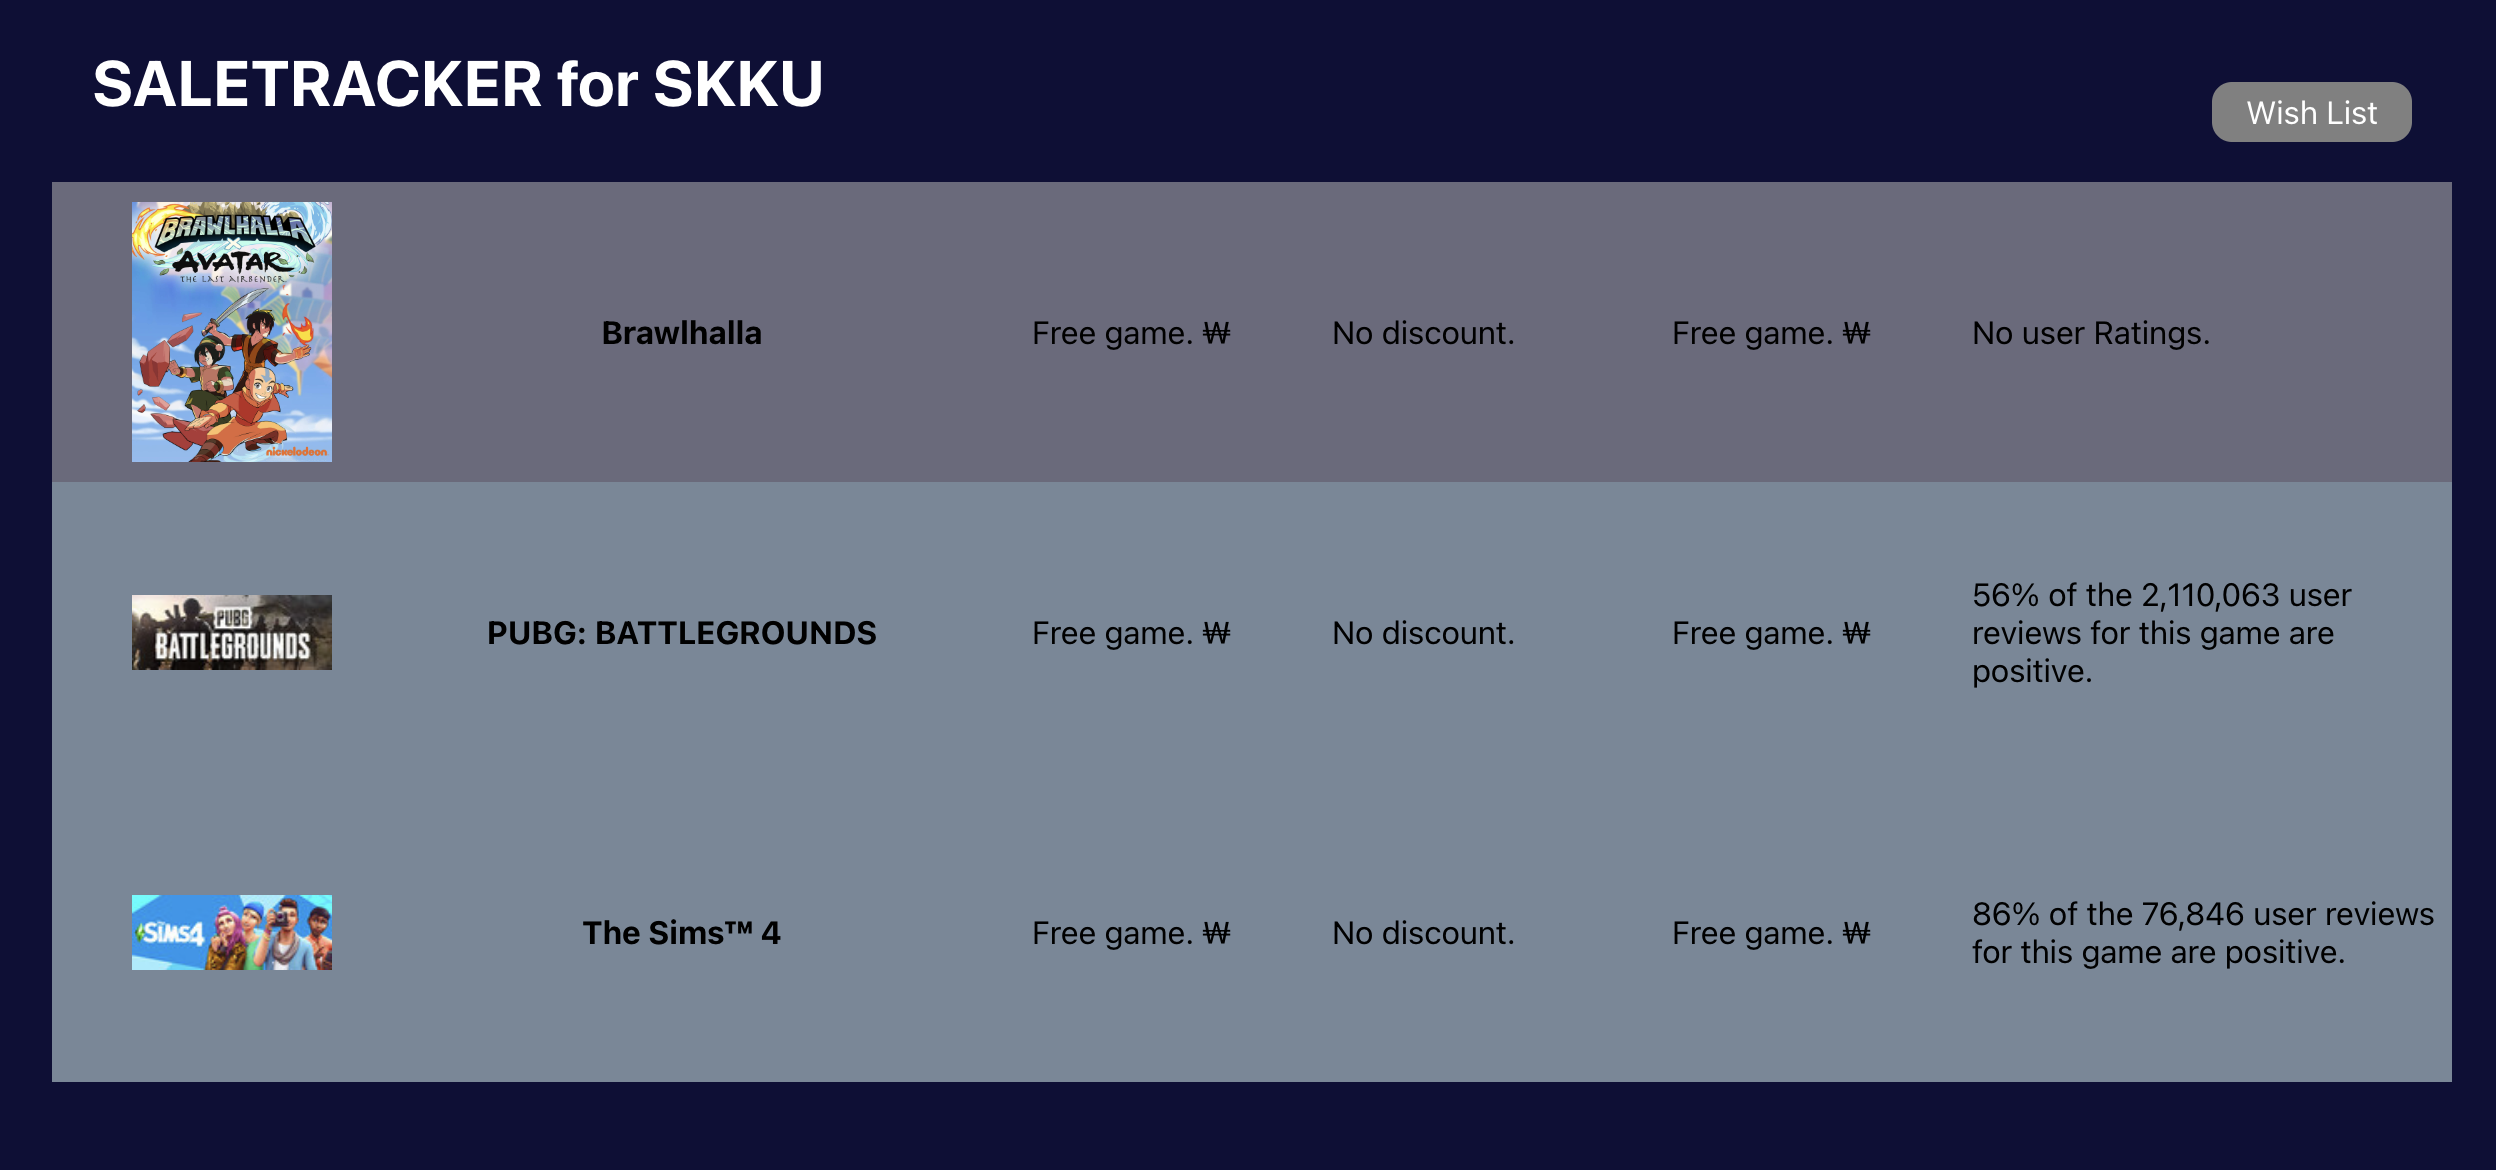 SALETRACKER for SKKU
Wish List
BRAWLHALLA
X
AVATAR
THE LAST AIRBENDER
nickelodeon
Brawlhalla
Free game. ₩
No discount.
Free game. ₩
No user Ratings.
PUBG
BATTLEGROUNDS
PUBG: BATTLEGROUNDS
Free game. ₩
No discount.
Free game. ₩
56% of the 2,110,063 user
reviews for this game are
positive.
THE
SIMS4
The Sims™ 4
Free game. ₩
No discount.
Free game. ₩
86% of the 76,846 user reviews
for this game are positive.